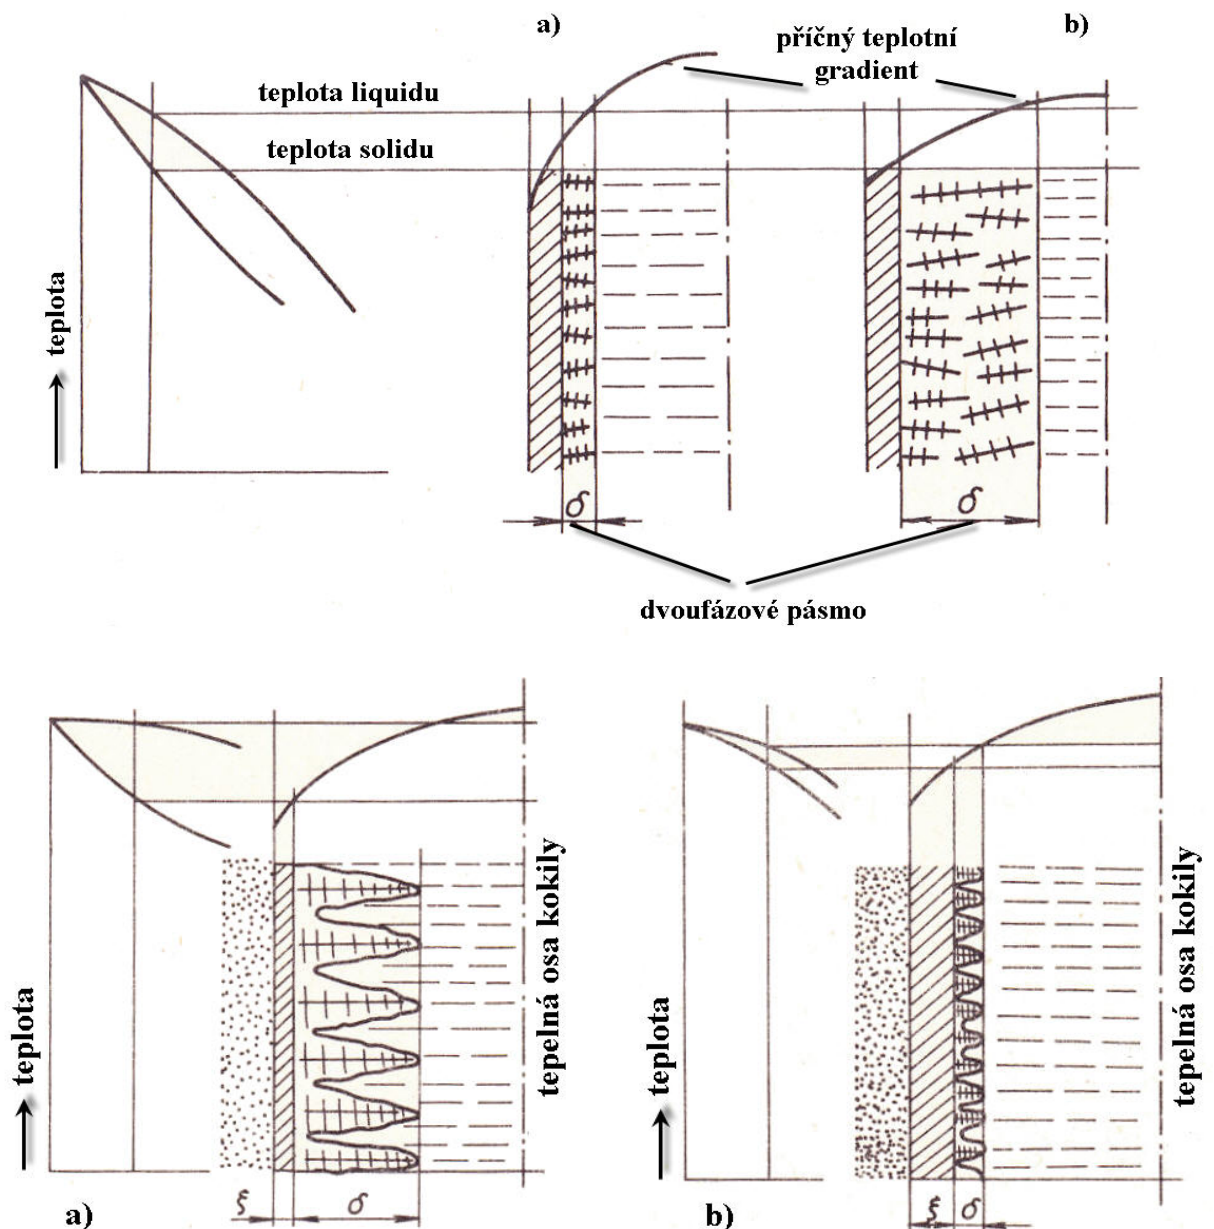 a)
příčný teplotní
gradient
b)
teplota liquidu
teplota solidu
teplota
δ
δ
dvoufázové pásmo
teplota
tepelná osa kokily
a)
ξ
δ
teplota
tepelná osa kokily
b)
ξ
δ